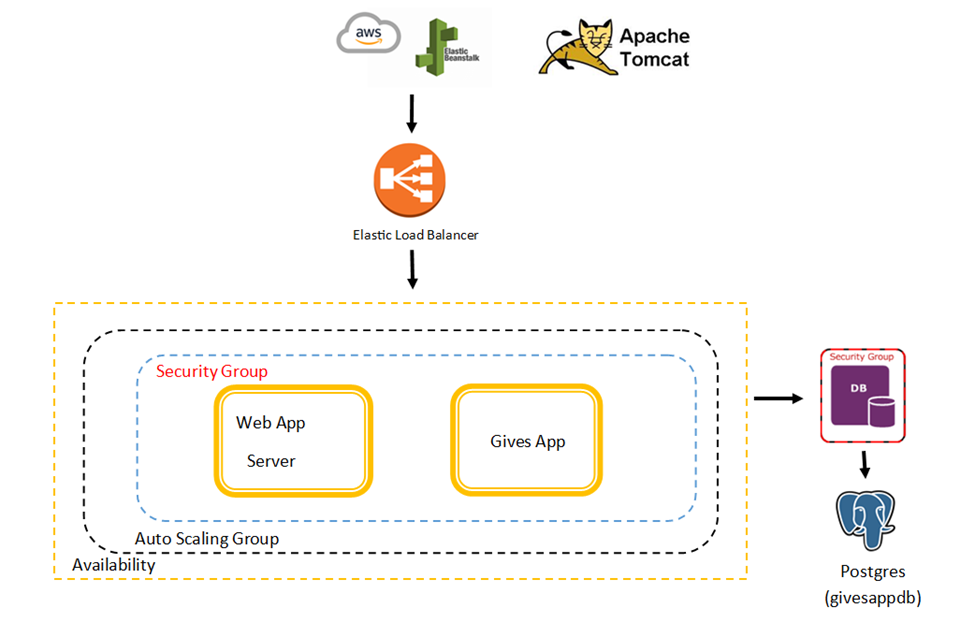 aws
Elastic
Beanstalk
Apache
Tomcat
Elastic Load Balancer
Security Group
Web App
Server
Gives App
Auto Scaling Group
Availability
Security Group
DB
Postgres
(givesappdb)